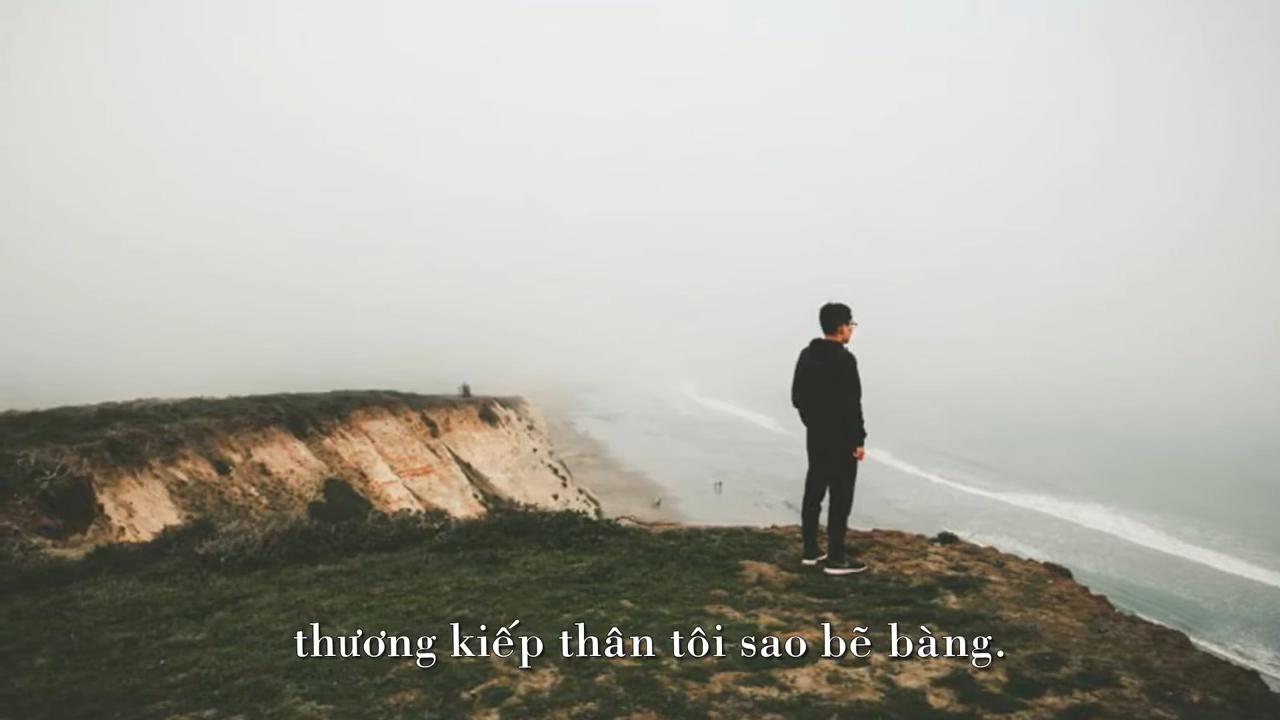 thương kiếp thân tôi sao bẽ bàng.